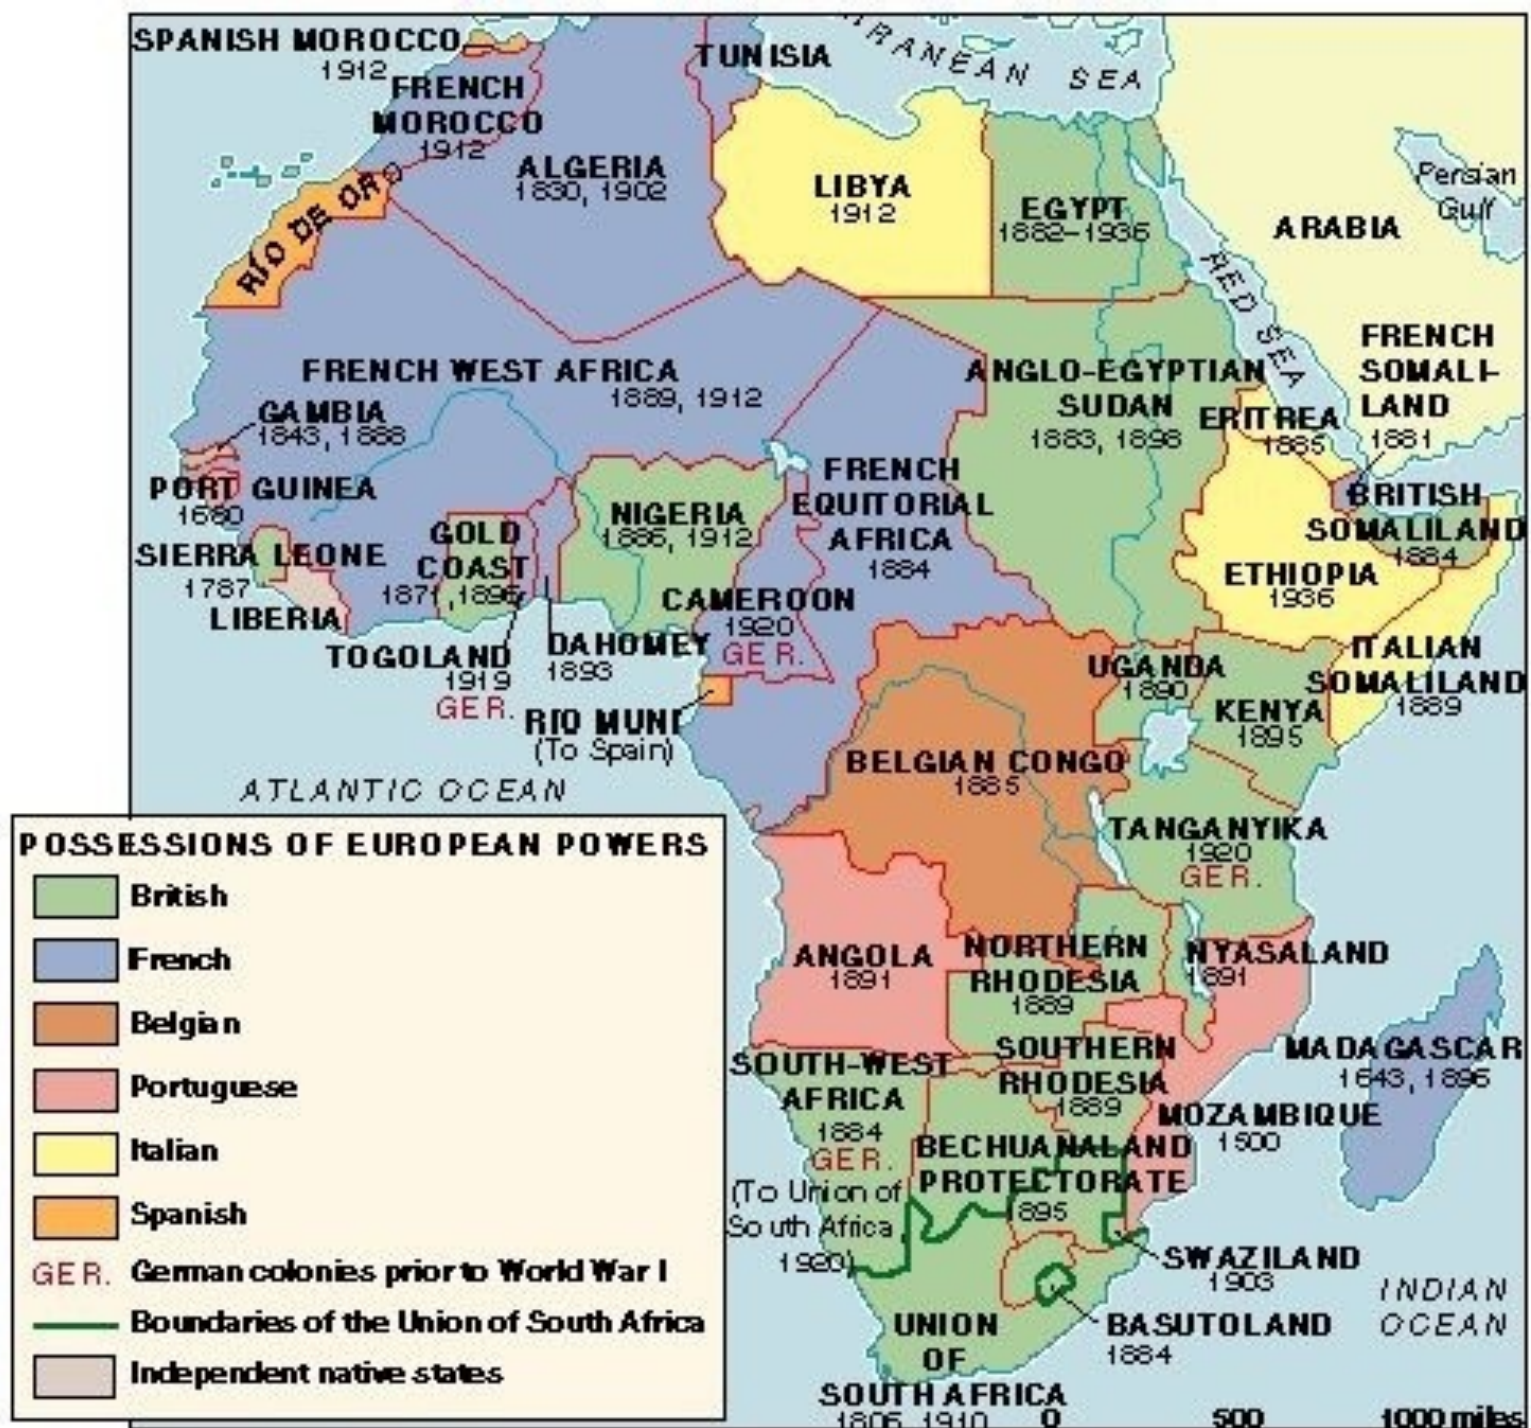 SPANISH MOROCCO
1912
FRENCH
MOROCCO
1912
TUNISIA
RANEAN SEA
ALGERIA
1830, 1902
LIBYA
1912
EGYPT
1882-1936
Persian
Gulf
ARABIA
RÍO DE OR
RED SEA
FRENCH WEST AFRICA
1889, 1912
ANGLO-EGYPTIAN
SUDAN
1883, 1898
FRENCH
SOMALI-
LAND
1881
ERITREA
1885
GAMBIA
1843, 1888
PORT GUINEA
1680
SIERRA LEONE
1787
LIBERIA
GOLD
COAST
1871, 1896
NIGERIA
1886, 1912
FRENCH
EQUITORIAL
AFRICA
1884
BRITISH
SOMALILAND
1884
ETHIOPIA
1936
CAMEROON
1920
GER.
TOGOLAND
1919
GER.
DAHOMEY
1893
RIO MUNI
(To Spain)
UGANDA
1890
KENYA
1895
ITALIAN
SOMALILAND
1889
BELGIAN CONGO
1885
ATLANTIC OCEAN
TANGANYIKA
1920
GER.
ANGOLA
1891
NORTHERN
RHODESIA
1889
NYASALAND
1891
SOUTH-WEST
AFRICA
1884
GER.
(To Union of
South Africa
1920)
SOUTHERN
RHODESIA
1889
MADAGASCAR
1643, 1896
MOZAMBIQUE
1500
BECHUANALAND
PROTECTORATE
1895
SWAZILAND
1903
BASUTOLAND
1884
INDIAN
OCEAN
UNION
OF
SOUTH AFRICA
1806, 1910
0 500 1000 miles
POSSESSIONS OF EUROPEAN POWERS
British
French
Belgian
Portuguese
Italian
Spanish
GER. German colonies prior to World War I
Boundaries of the Union of South Africa
Independent native states